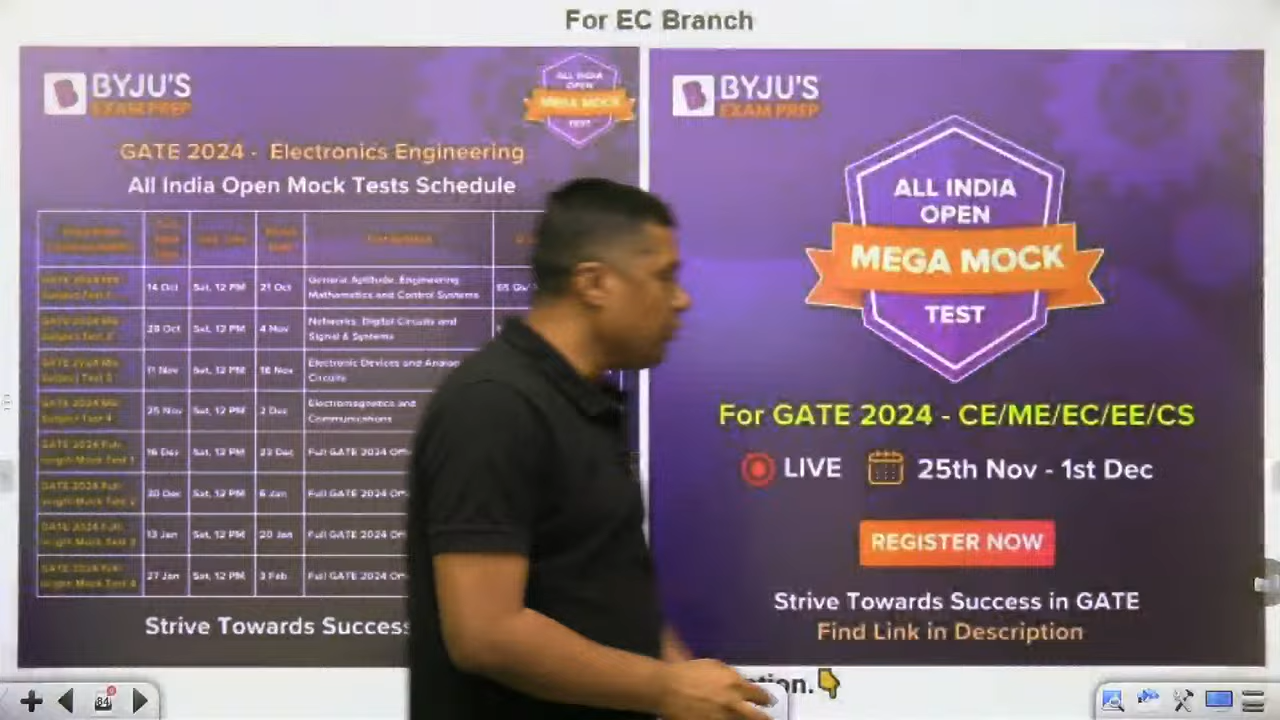 For EC Branch
BYJU'S
EXAM PREP
ALL INDIA
OPEN
MEGA MOCK
TEST
GATE 2024 - Electronics Engineering
All India Open Mock Tests Schedule
14 Oct Sat, 12 PM 21 Oct General Aptitude, Engineering Mathematics and Control Systems 65 Qs/
28 Oct Sat, 12 PM 4 Nov Networks, Digital Circuits and Signal & Systems
11 Nov Sat, 12 PM 18 Nov Electronic Devices and Analog Circuits
25 Nov Sat, 12 PM 2 Dec Electromagnetics and Communications
16 Dec Sat, 12 PM 23 Dec Full GATE 2024
30 Dec Sat, 12 PM 6 Jan Full GATE 2024
13 Jan Sat, 12 PM 20 Jan Full GATE 2024
27 Jan Sat, 12 PM 3 Feb Full GATE 2024
Strive Towards Success
BYJU'S
EXAM PREP
ALL INDIA
OPEN
MEGA MOCK
TEST
For GATE 2024 - CE/ME/EC/EE/CS
LIVE 25th Nov - 1st Dec
REGISTER NOW
Strive Towards Success in GATE
Find Link in Description
84